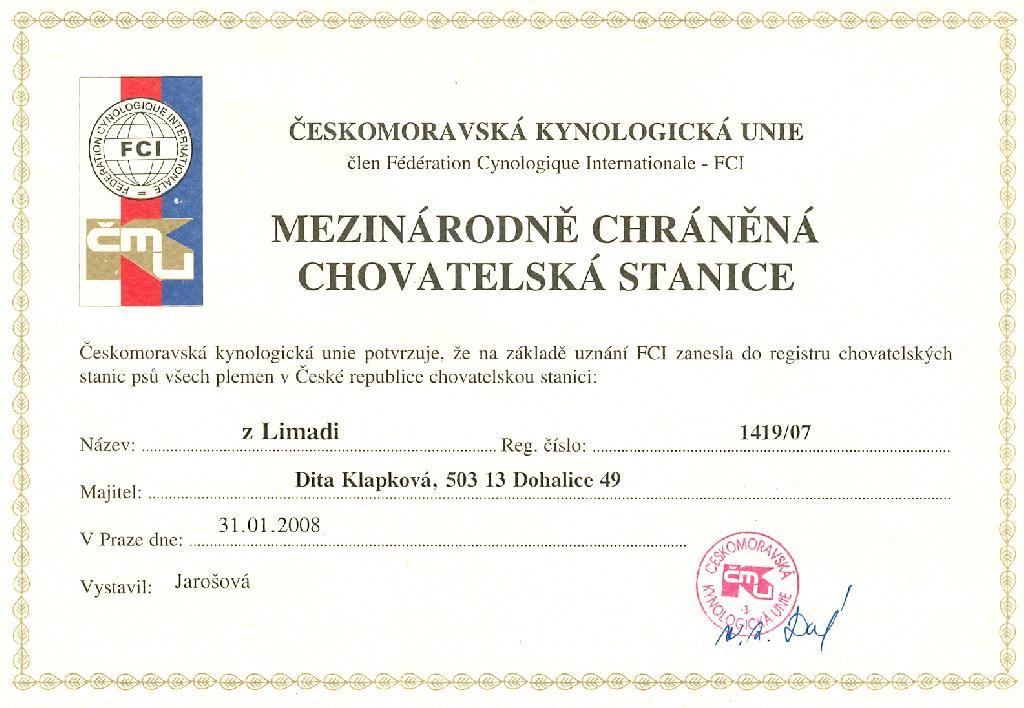 FÉDÉRATION CYNOLOGIQUE INTERNATIONALE
FCI
čmu
ČESKOMORAVSKÁ KYNOLOGICKÁ UNIE
člen Fédération Cynologique Internationale - FCI
MEZINÁRODNĚ CHRÁNĚNÁ
CHOVATELSKÁ STANICE
Českomoravská kynologická unie potvrzuje, že na základě uznání FCI zanesla do registru chovatelských
stanic psů všech plemen v České republice chovatelskou stanici:
Název: z Limadi Reg. číslo: 1419/07
Majitel: Dita Klapková, 503 13 Dohalice 49
V Praze dne: 31.01.2008
Vystavil: Jarošová
ČESKOMORAVSKÁ
čmu
-3-
KYNOLOGICKÁ UNIE